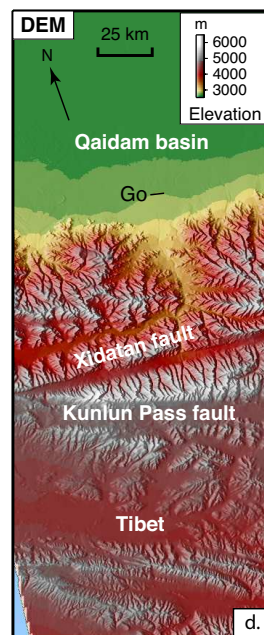 DEM
25 km
N
m
6000
5000
4000
3000
Elevation
Qaidam basin
Go
Xidatan fault
Kunlun Pass fault
Tibet
d.